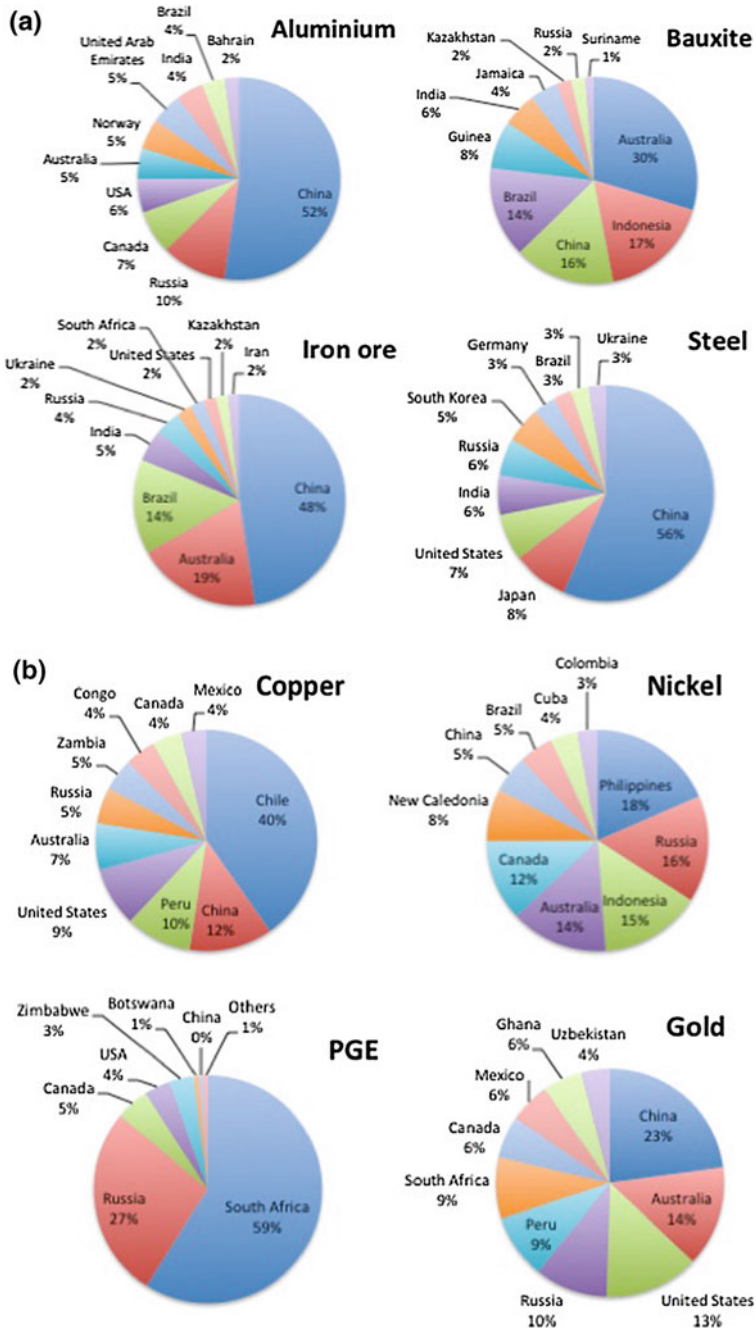 (a)
Aluminium
Brazil
4%
Bahrain
2%
United Arab
Emirates
5%
India
4%
Norway
5%
Australia
5%
USA
6%
Canada
7%
Russia
10%
China
52%
Bauxite
Kazakhstan
2%
Russia
2%
Suriname
1%
Jamaica
4%
India
6%
Guinea
8%
Brazil
14%
China
16%
Indonesia
17%
Australia
30%
Iron ore
South Africa
2%
United States
2%
Kazakhstan
2%
Iran
2%
Ukraine
2%
Russia
4%
India
5%
Brazil
14%
Australia
19%
China
48%
Steel
Germany
3%
Brazil
3%
3%
Ukraine
3%
South Korea
5%
Russia
6%
India
6%
United States
7%
Japan
8%
China
56%
(b)
Copper
Congo
4%
Canada
4%
Mexico
4%
Zambia
5%
Russia
5%
Australia
7%
United States
9%
Peru
10%
China
12%
Chile
40%
Nickel
Colombia
3%
Cuba
4%
Brazil
5%
China
5%
New Caledonia
8%
Canada
12%
Australia
14%
Indonesia
15%
Russia
16%
Philippines
18%
PGE
Zimbabwe
3%
Botswana
1%
China
0%
Others
1%
USA
4%
Canada
5%
Russia
27%
South Africa
59%
Gold
Ghana
6%
Uzbekistan
4%
Mexico
6%
Canada
6%
South Africa
9%
Peru
9%
Russia
10%
United States
13%
Australia
14%
China
23%